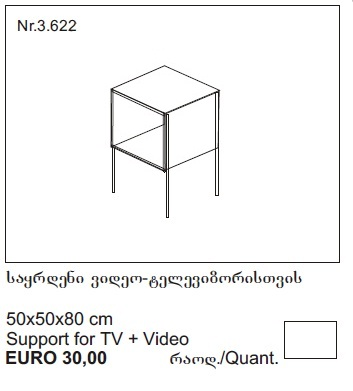 Nr.3.622
საყრდენი ვიდეო-ტელევიზორისთვის
50x50x80 cm
Support for TV + Video
EURO 30,00 რაოდ./Quant.